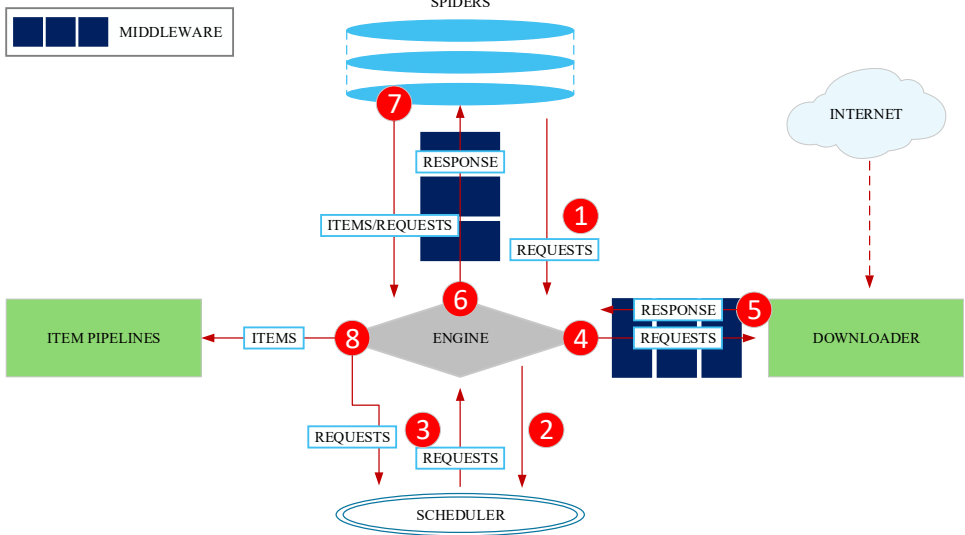 SPIDERS
MIDDLEWARE
7
INTERNET
RESPONSE
1
ITEMS/REQUESTS
REQUESTS
6
RESPONSE
5
ITEM PIPELINES
ITEMS
8
ENGINE
4
REQUESTS
DOWNLOADER
REQUESTS
3
2
REQUESTS
SCHEDULER